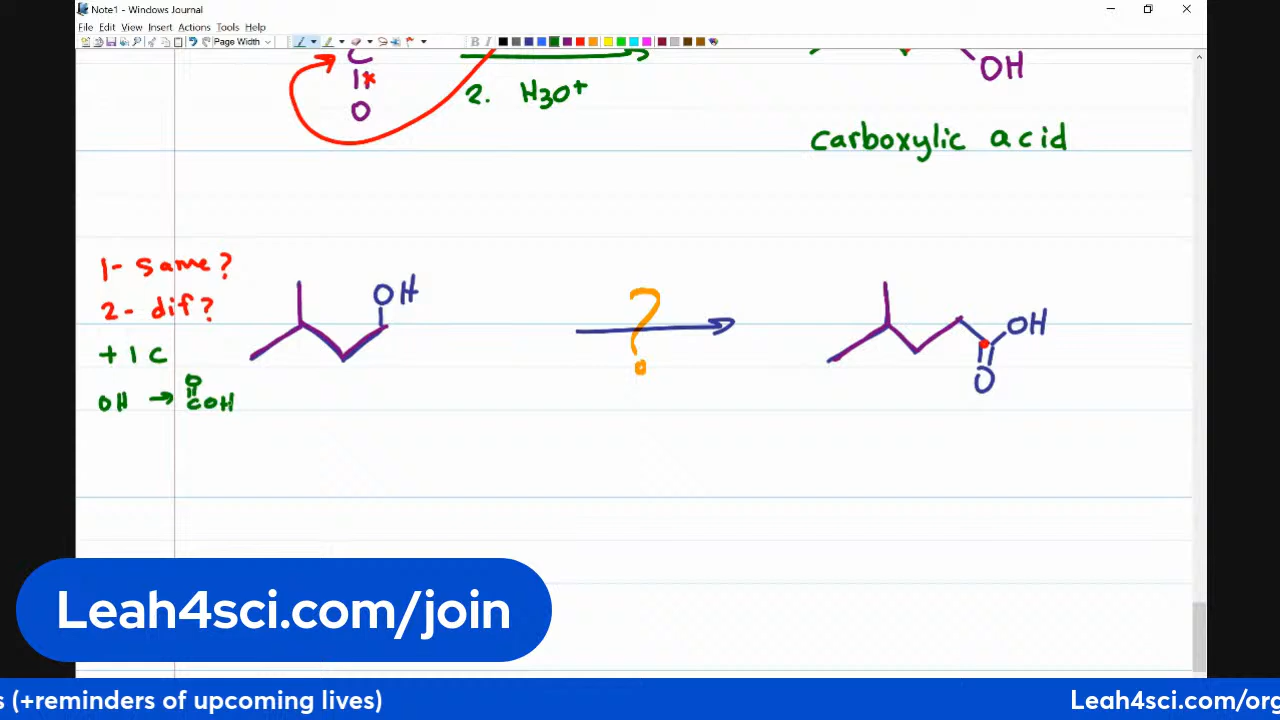 Note1 - Windows Journal
File Edit View Insert Actions Tools Help
Page Width
B I
C
|*
O
2. H3O+
OH
carboxylic acid
1- same?
2- dif?
+ 1 C
OH → O
COH
OH
?
OH
O
Leah4sci.com/join
s (+reminders of upcoming lives)
Leah4sci.com/org